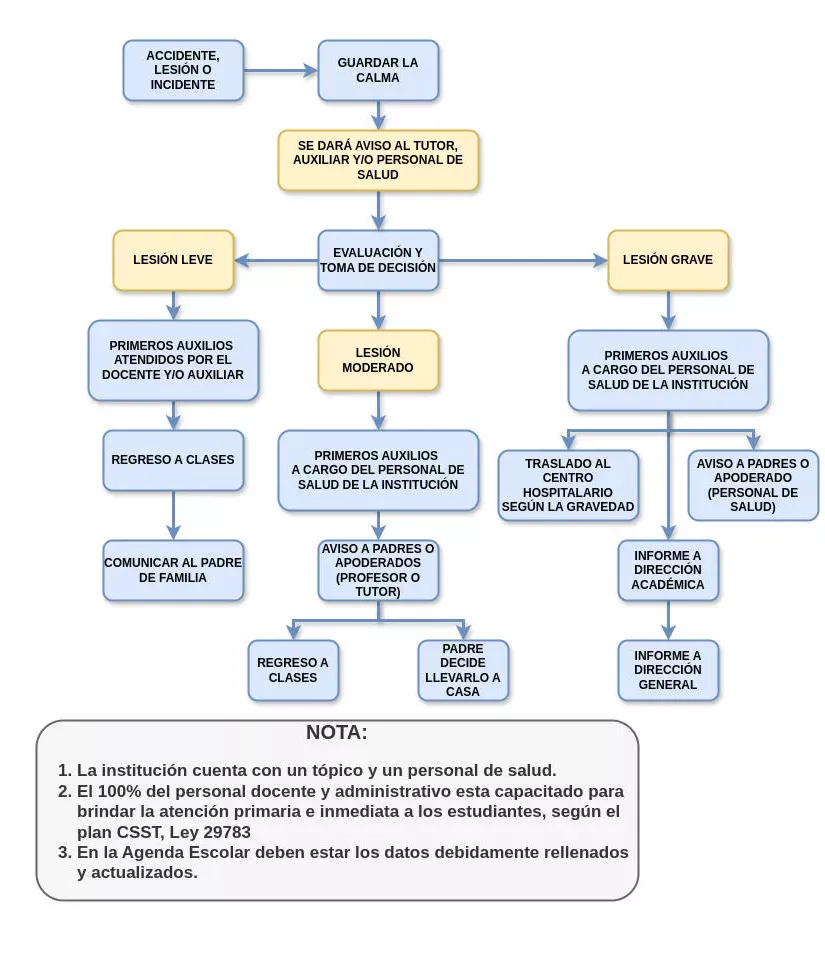 ACCIDENTE,
LESIÓN O
INCIDENTE
GUARDAR LA
CALMA
SE DARÁ AVISO AL TUTOR,
AUXILIAR Y/O PERSONAL DE
SALUD
LESIÓN LEVE
EVALUACIÓN Y
TOMA DE DECISIÓN
LESIÓN GRAVE
PRIMEROS AUXILIOS
ATENDIDOS POR EL
DOCENTE Y/O AUXILIAR
LESIÓN
MODERADO
PRIMEROS AUXILIOS
A CARGO DEL PERSONAL DE
SALUD DE LA INSTITUCIÓN
REGRESO A CLASES
PRIMEROS AUXILIOS
A CARGO DEL PERSONAL DE
SALUD DE LA INSTITUCIÓN
TRASLADO AL
CENTRO
HOSPITALARIO
SEGÚN LA GRAVEDAD
AVISO A PADRES O
APODERADO
(PERSONAL DE
SALUD)
COMUNICAR AL PADRE
DE FAMILIA
AVISO A PADRES O
APODERADOS
(PROFESOR O
TUTOR)
INFORME A
DIRECCIÓN
ACADÉMICA
REGRESO A
CLASES
PADRE
DECIDE
LLEVARLO A
CASA
INFORME A
DIRECCIÓN
GENERAL
NOTA:
1. La institución cuenta con un tópico y un personal de salud.
2. El 100% del personal docente y administrativo esta capacitado para
brindar la atención primaria e inmediata a los estudiantes, según el
plan CSST, Ley 29783
3. En la Agenda Escolar deben estar los datos debidamente rellenados
y actualizados.